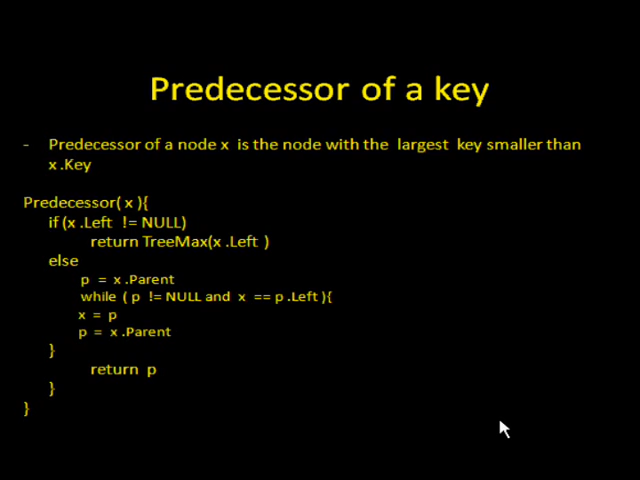 Predecessor of a key
- Predecessor of a node x is the node with the largest key smaller than
x .Key
Predecessor( x ){
if (x .Left != NULL)
return TreeMax(x .Left )
else
p = x .Parent
while ( p != NULL and x == p .Left ){
x = p
p = x .Parent
}
return p
}
}